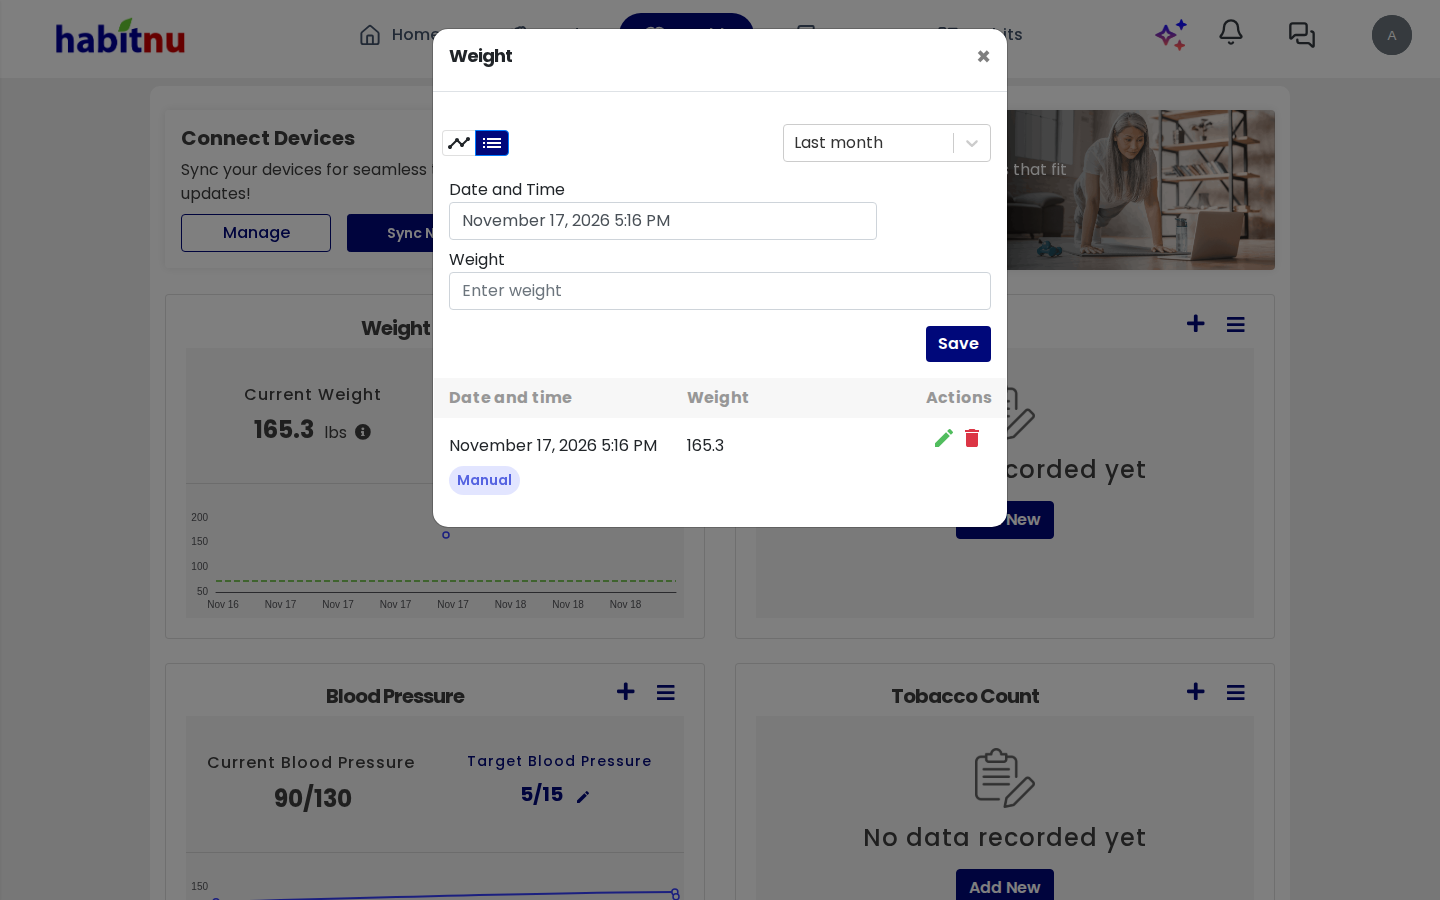 habitnu
Home
its
A
Weight
×
Connect Devices
Sync your devices for seamless
updates!
that fit
Manage
Sync N
Last month
Date and Time
November 17, 2026 5:16 PM
Weight
Enter weight
Save
Date and time Weight Actions
November 17, 2026 5:16 PM 165.3
Manual
Weight
Current Weight
165.3 lbs
200
150
100
50
Nov 16 Nov 17 Nov 17 Nov 17 Nov 17 Nov 18 Nov 18 Nov 18
corded yet
New
Blood Pressure
Current Blood Pressure
90/130
Target Blood Pressure
5/15
150
Tobacco Count
No data recorded yet
Add New